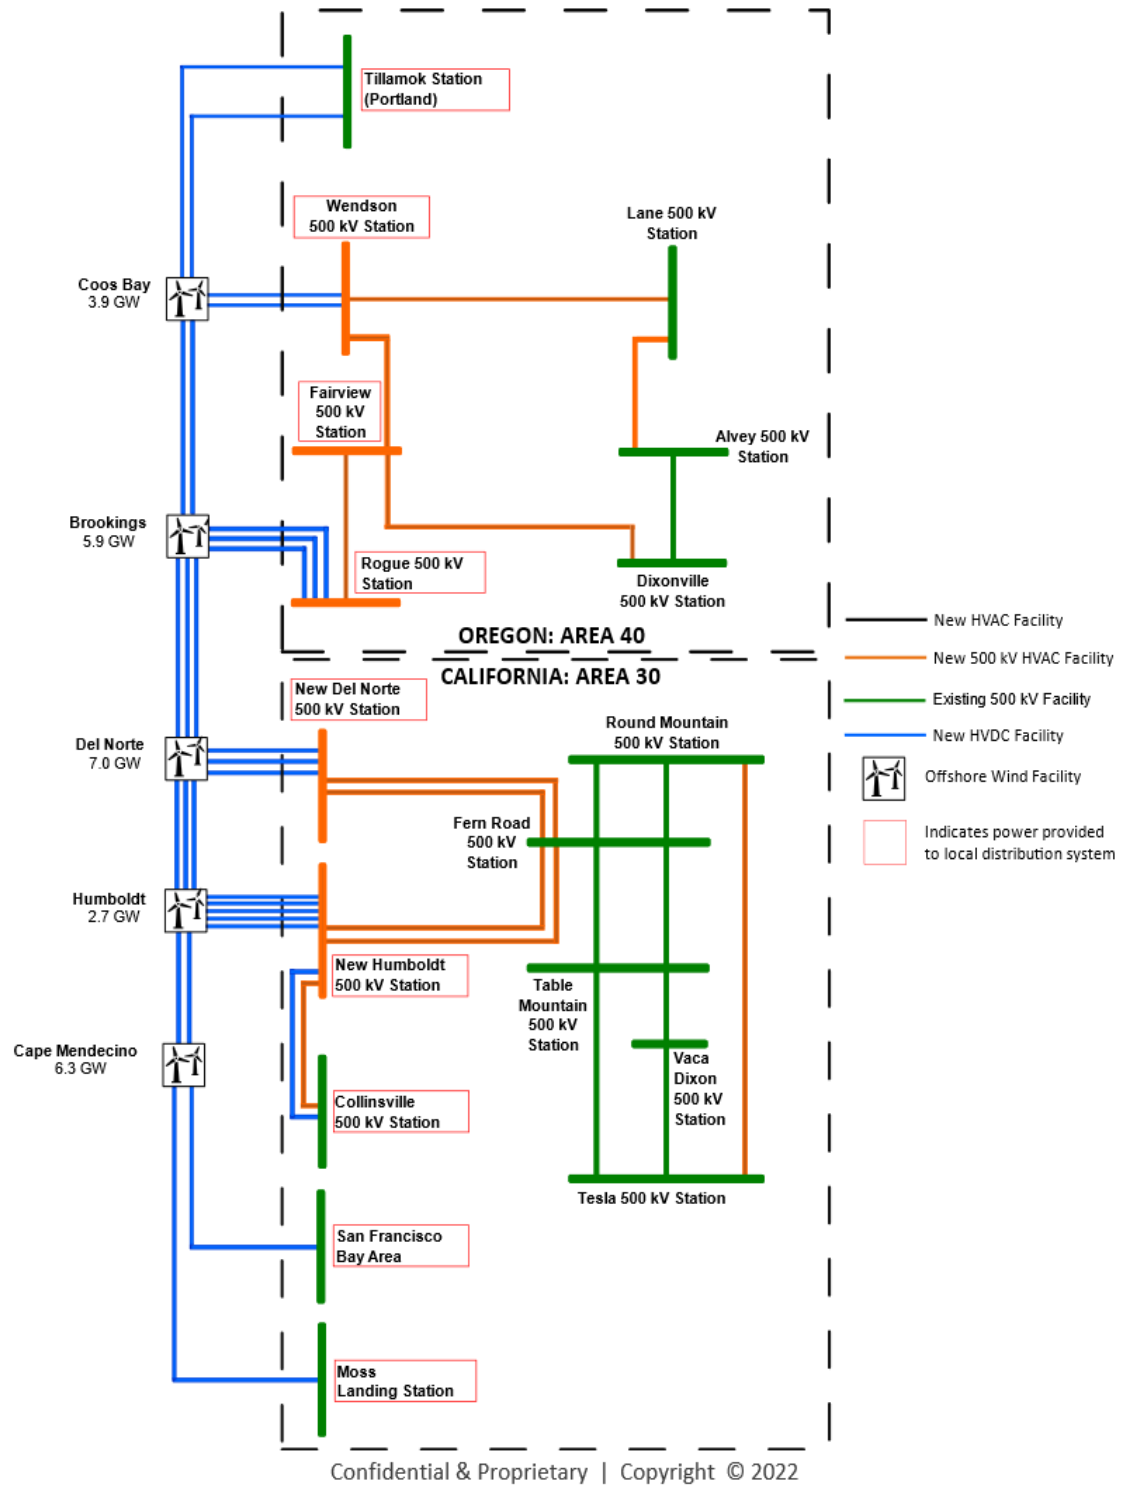 Tillamok Station
(Portland)
Wendson
500 kV Station
Lane 500 kV
Station
Coos Bay
3.9 GW
Fairview
500 kV
Station
Alvey 500 kV
Station
Brookings
5.9 GW
Rogue 500 kV
Station
Dixonville
500 kV Station
OREGON: AREA 40
CALIFORNIA: AREA 30
New HVAC Facility
New 500 kV HVAC Facility
Existing 500 kV Facility
New HVDC Facility
Offshore Wind Facility
Indicates power provided
to local distribution system
New Del Norte
500 kV Station
Round Mountain
500 kV Station
Del Norte
7.0 GW
Fern Road
500 kV
Station
Humboldt
2.7 GW
New Humboldt
500 kV Station
Table
Mountain
500 kV
Station
Cape Mendecino
6.3 GW
Vaca
Dixon
500 kV
Station
Collinsville
500 kV Station
Tesla 500 kV Station
San Francisco
Bay Area
Moss
Landing Station
Confidential & Proprietary | Copyright © 2022